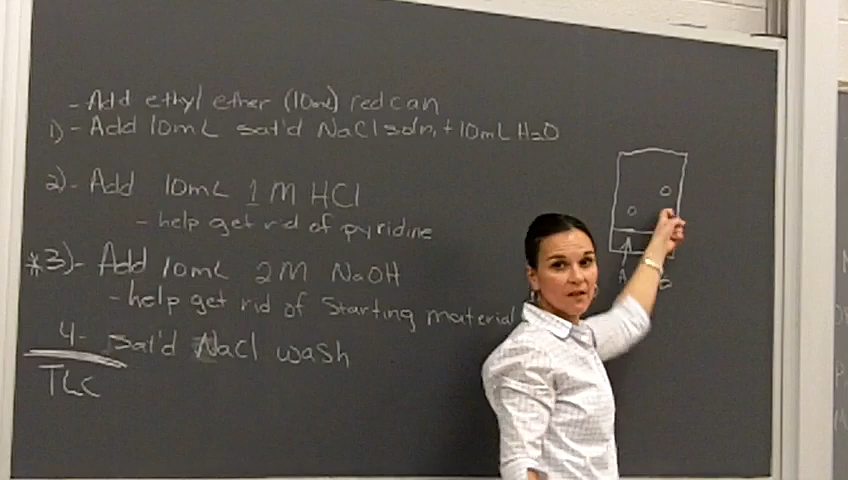 - Add ethyl ether (10mL) red can
1) - Add 10mL sat'd NaCl soln, + 10mL H2O
2) - Add 10mL 1M HCl
- help get rid of pyridine
*3) - Add 10mL 2M NaOH
- help get rid of Starting material
4 - sat'd NaCl wash
TLC
A